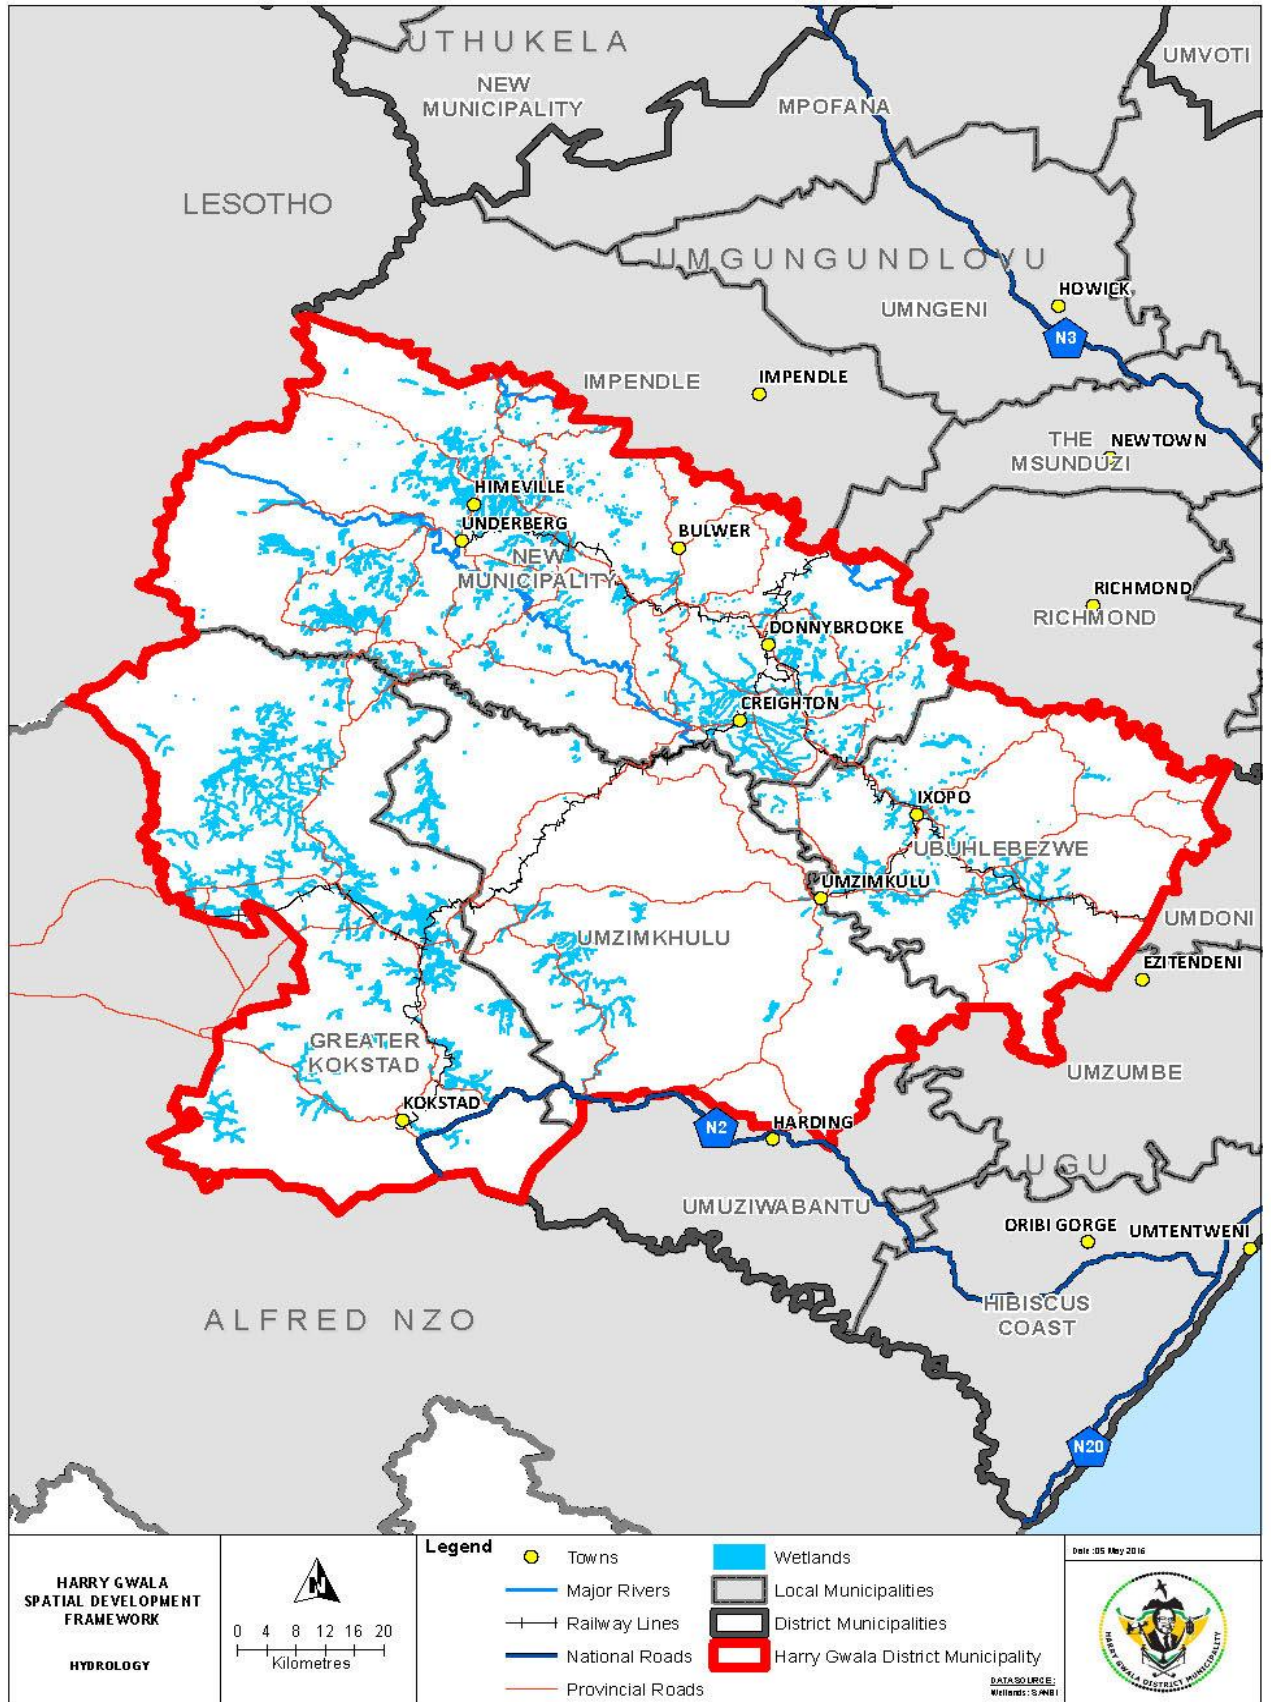 UTHUKELA
NEW
MUNICIPALITY
UMVOTI
MPOFANA
LESOTHO
UMGUNGUNDLOVU
HOWICK
UMNGENI
N3
IMPENDLE
IMPENDLE
THE
MSUNDUZI
NEWTOWN
HIMEVILLE
UNDERBERG
BULWER
NEW
MUNICIPALITY
RICHMOND
RICHMOND
DONNYBROOKE
CREIGHTON
IXOPO
UBUHLEBEZWE
UMZIMKULU
UMDONI
UMZIMKHULU
EZITENDENI
GREATER
KOKSTAD
UMZUMBE
KOKSTAD
N2
HARDING
UGU
UMUZIWABANTU
ORIBI GORGE
UMTENTWENI
HIBISCUS
COAST
ALFRED NZO
N20
HARRY GWALA
SPATIAL DEVELOPMENT
FRAMEWORK
HYDROLOGY
N
0 4 8 12 16 20
Kilometres
Legend
Towns
Major Rivers
Railway Lines
National Roads
Provincial Roads
Wetlands
Local Municipalities
District Municipalities
Harry Gwala District Municipality
DATA SOURCE:
Wetlands: SANBI
Date :05 May 2016
HARRY GWALA DISTRICT MUNICIPALITY